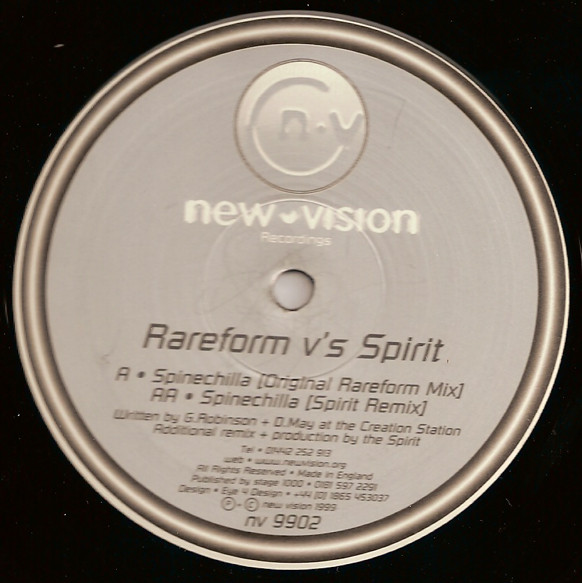 n.v
new vision
Recordings
Rareform v's Spirit
A • Spinechilla [Original Rareform Mix]
AA • Spinechilla [Spirit Remix]
Written by G.Robinson + D.May at the Creation Station
Additional remix + production by the Spirit
Tel • 01442 252 913
web • www.newvision.org
All Rights Reserved • Made in England
Published by stage 1000 • 0181 597 2291
Design • Eye 4 Design • +44 (0) 1865 453037
℗ • © new vision 1999
nv 9902